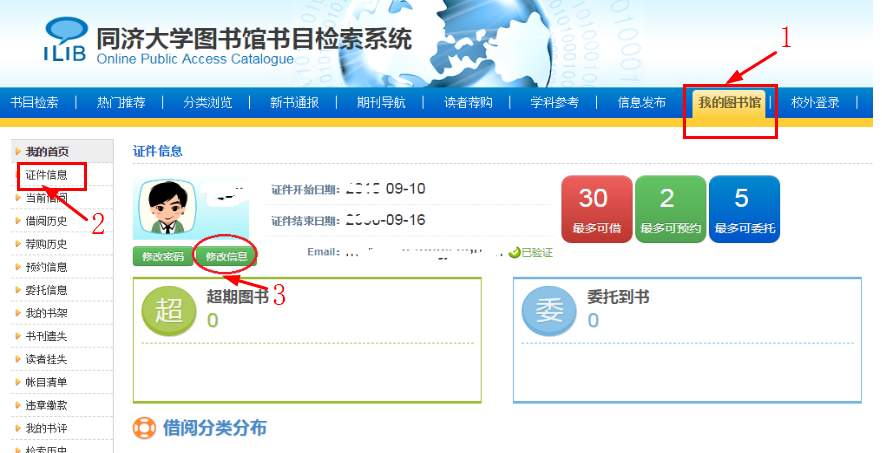 ILIB 同济大学图书馆书目检索系统
Online Public Access Catalogue
1
书目检索 | 热门推荐 | 分类浏览 | 新书通报 | 期刊导航 | 读者荐购 | 学科参考 | 信息发布 | 我的图书馆 | 校外登录 |
我的首页
证件信息
当前借阅
借阅历史
荐购历史
预约信息
委托信息
我的书架
书刊遗失
读者挂失
帐目清单
违章缴款
我的书评
检索历史
2
证件信息
证件开始日期: 09-10
证件结束日期: 09-16
Email: 已验证
修改密码 修改信息
3
30 最多可借
2 最多可预约
5 最多可委托
超 超期图书
0
委 委托到书
0
借阅分类分布